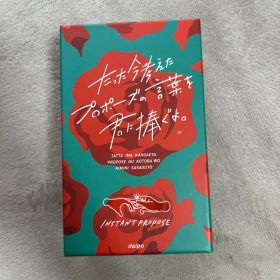 たった今考えた
プロポーズの言葉を
君に捧ぐよ。
TATTA IMA KANGAETA
PROPOSE NO KOTOBA WO
KIMINI SASAGUYO
INSTANT PROPOSE
daipo